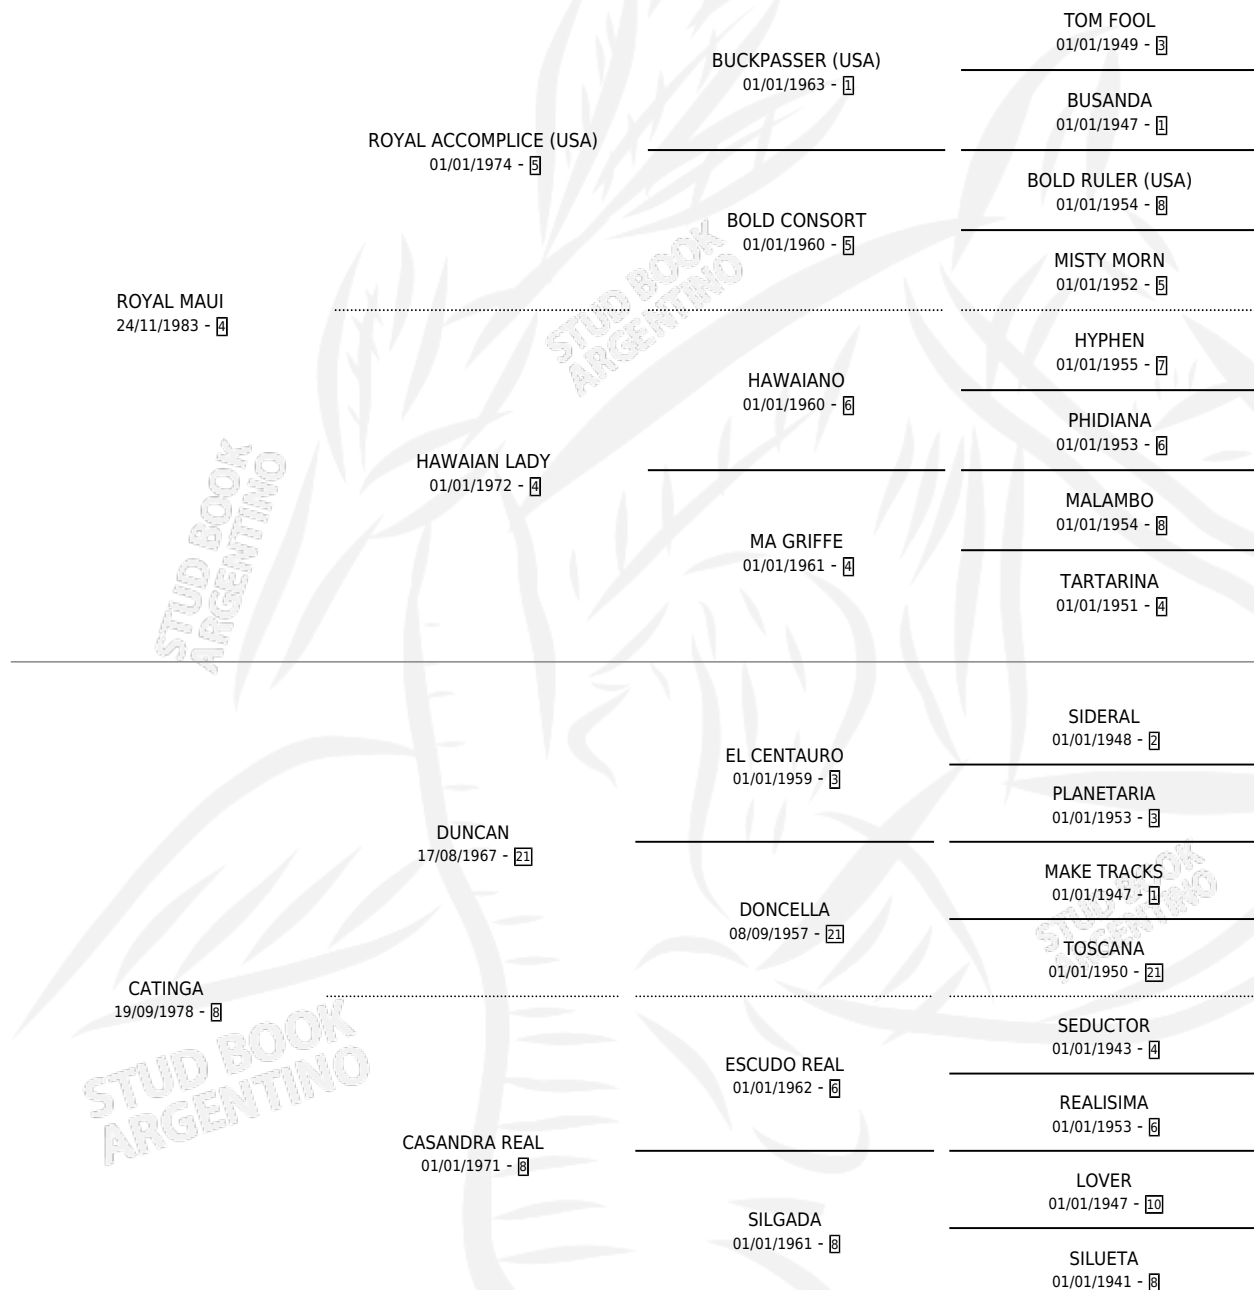 TOM FOOL
01/01/1949 - 3
BUCKPASSER (USA)
01/01/1963 - 1
BUSANDA
01/01/1947 - 1
ROYAL ACCOMPLICE (USA)
01/01/1974 - 5
BOLD RULER (USA)
01/01/1954 - 8
BOLD CONSORT
01/01/1960 - 5
MISTY MORN
01/01/1952 - 5
ROYAL MAUI
24/11/1983 - 4
HYPHEN
01/01/1955 - 7
HAWAIANO
01/01/1960 - 6
PHIDIANA
01/01/1953 - 6
HAWAIAN LADY
01/01/1972 - 4
MALAMBO
01/01/1954 - 8
MA GRIFFE
01/01/1961 - 4
TARTARINA
01/01/1951 - 4
SIDERAL
01/01/1948 - 2
EL CENTAURO
01/01/1959 - 3
PLANETARIA
01/01/1953 - 3
DUNCAN
17/08/1967 - 21
MAKE TRACKS
01/01/1947 - 1
DONCELLA
08/09/1957 - 21
TOSCANA
01/01/1950 - 21
CATINGA
19/09/1978 - 8
SEDUCTOR
01/01/1943 - 4
ESCUDO REAL
01/01/1962 - 6
REALISIMA
01/01/1953 - 6
CASANDRA REAL
01/01/1971 - 8
LOVER
01/01/1947 - 10
SILGADA
01/01/1961 - 8
SILUETA
01/01/1941 - 8
STUD BOOK
ARGENTINO
STUD BOOK
ARGENTINO
STUD BOOK
ARGENTINO
STUD BOOK
ARGENTINO